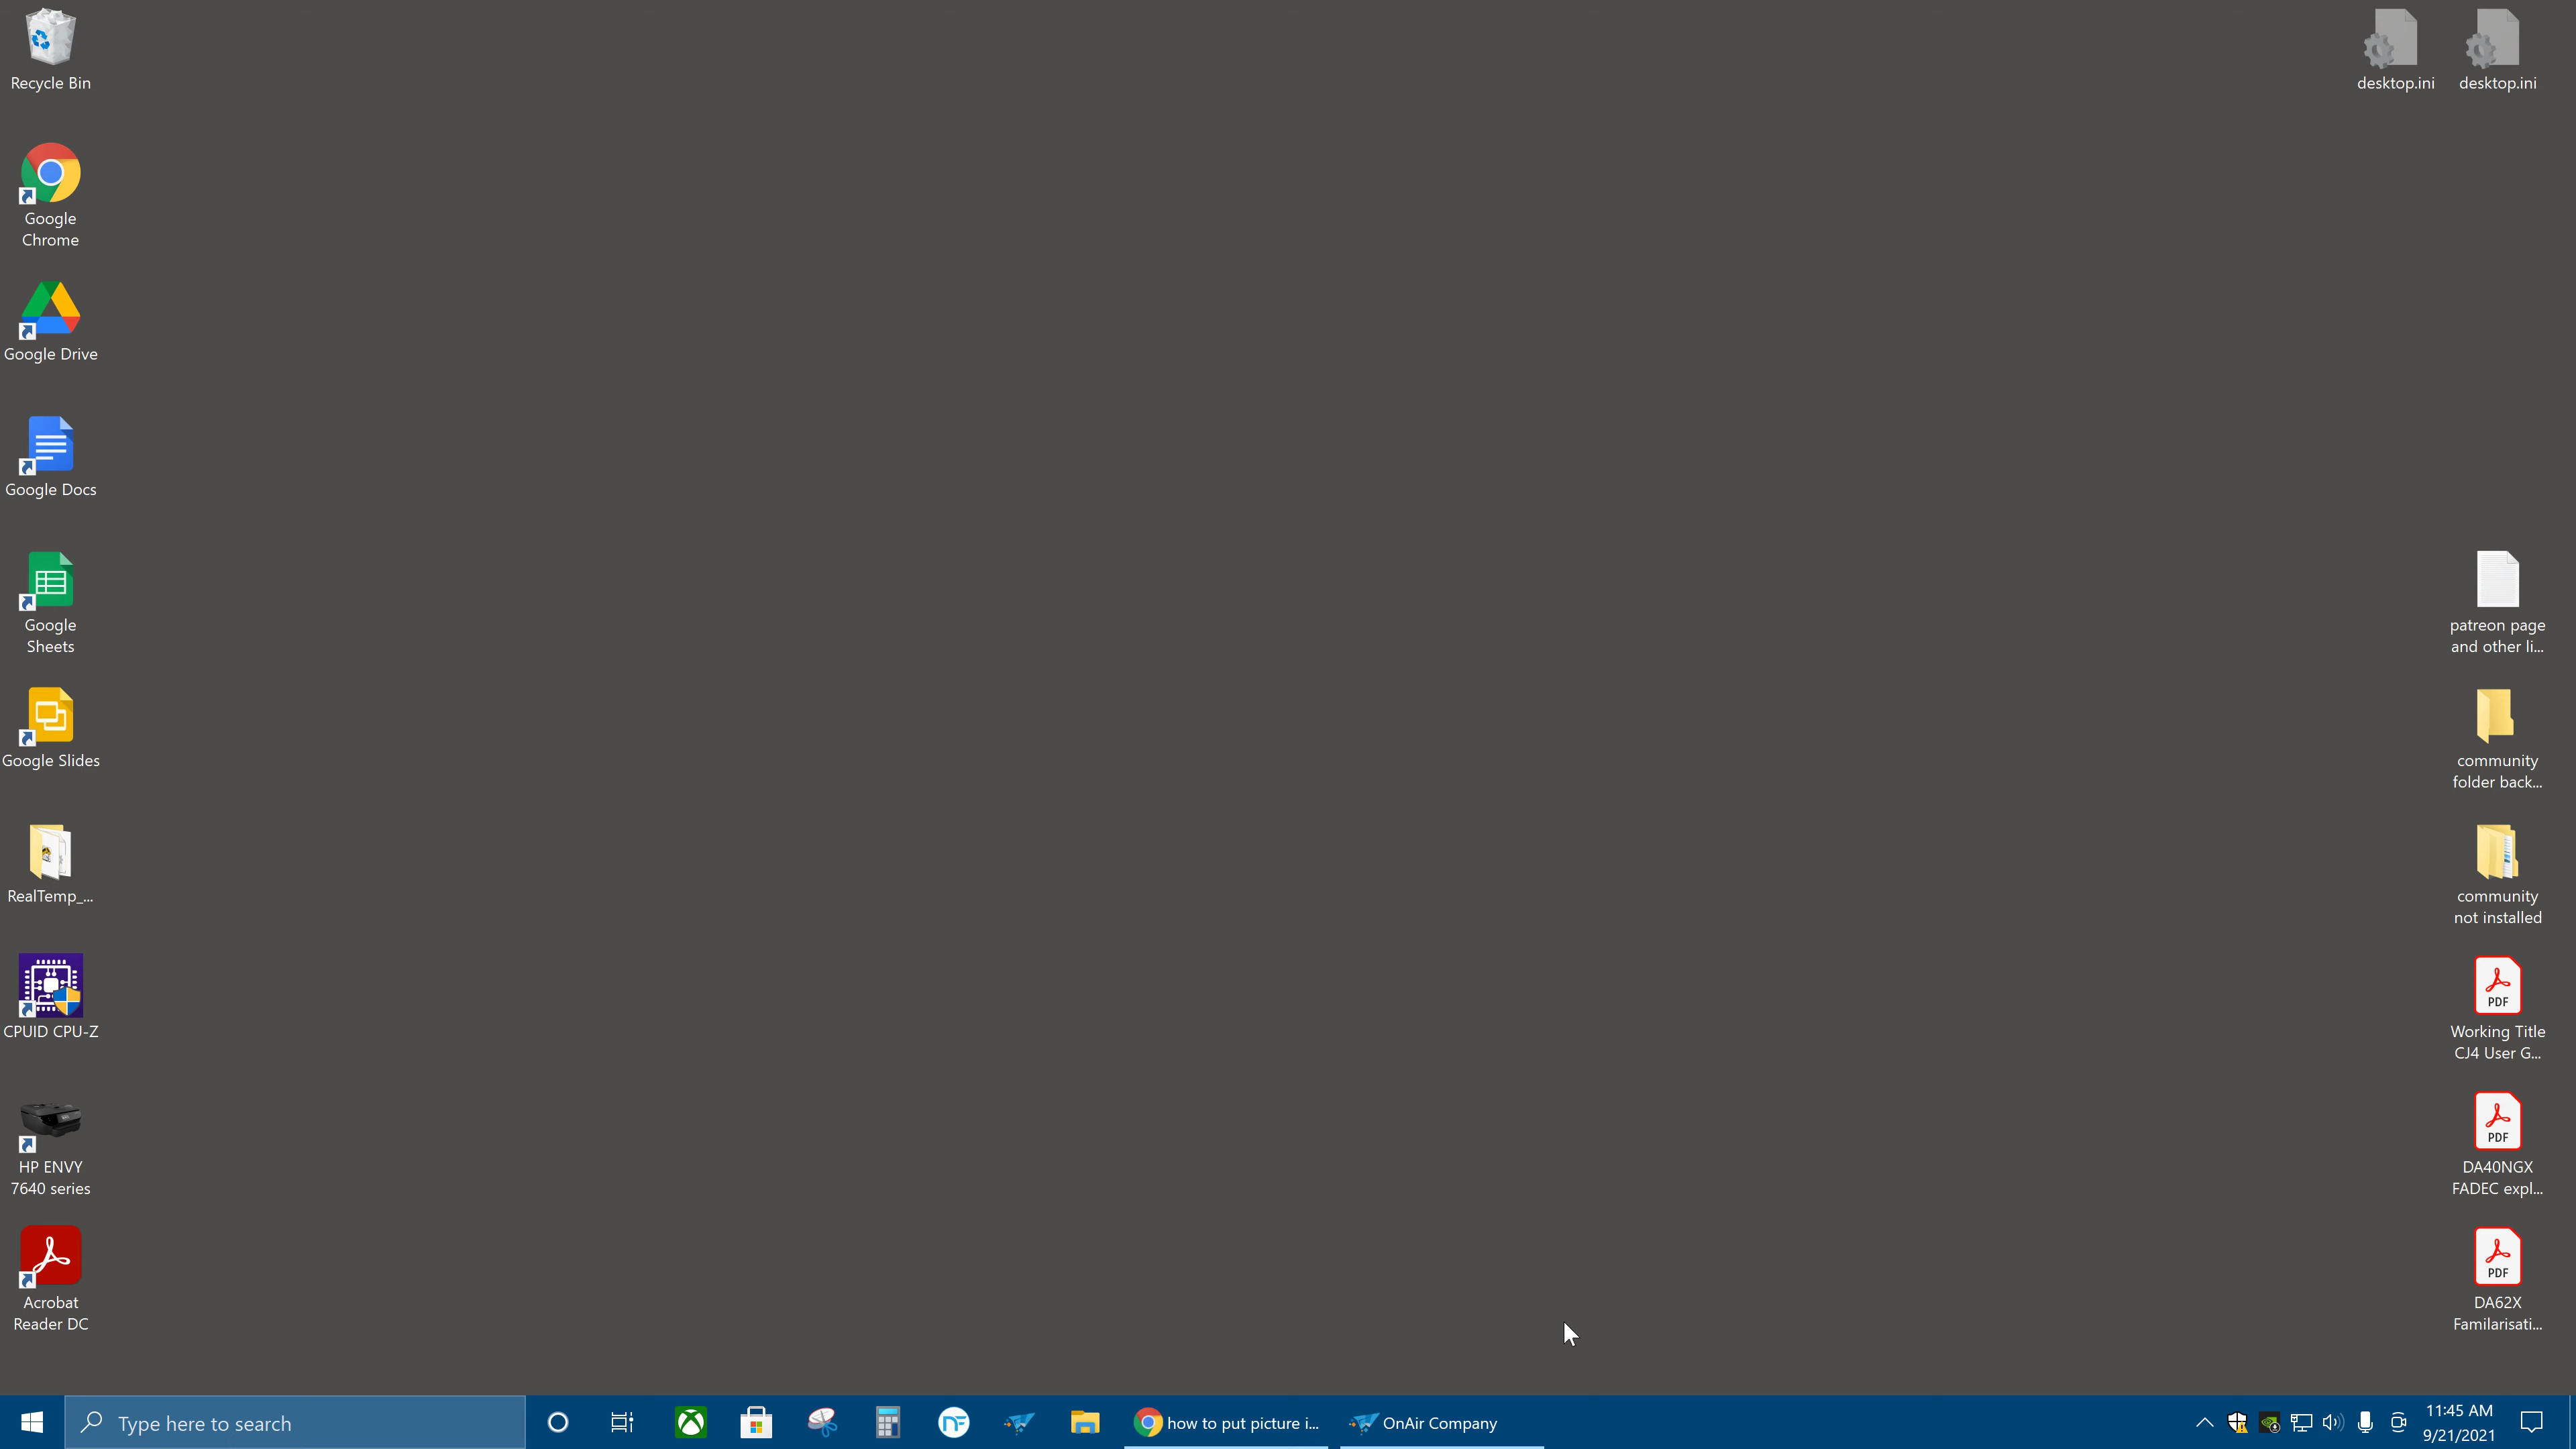 Recycle Bin
desktop.ini
desktop.ini
Google
Chrome
Google Drive
Google Docs
Google
Sheets
patreon page
and other li...
Google Slides
community
folder back...
RealTemp_...
community
not installed
CPUID CPU-Z
PDF
Working Title
CJ4 User G...
HP ENVY
7640 series
PDF
DA40NGX
FADEC expl...
Acrobat
Reader DC
PDF
DA62X
Familarisati...
Type here to search
how to put picture i...
OnAir Company
11:45 AM
9/21/2021